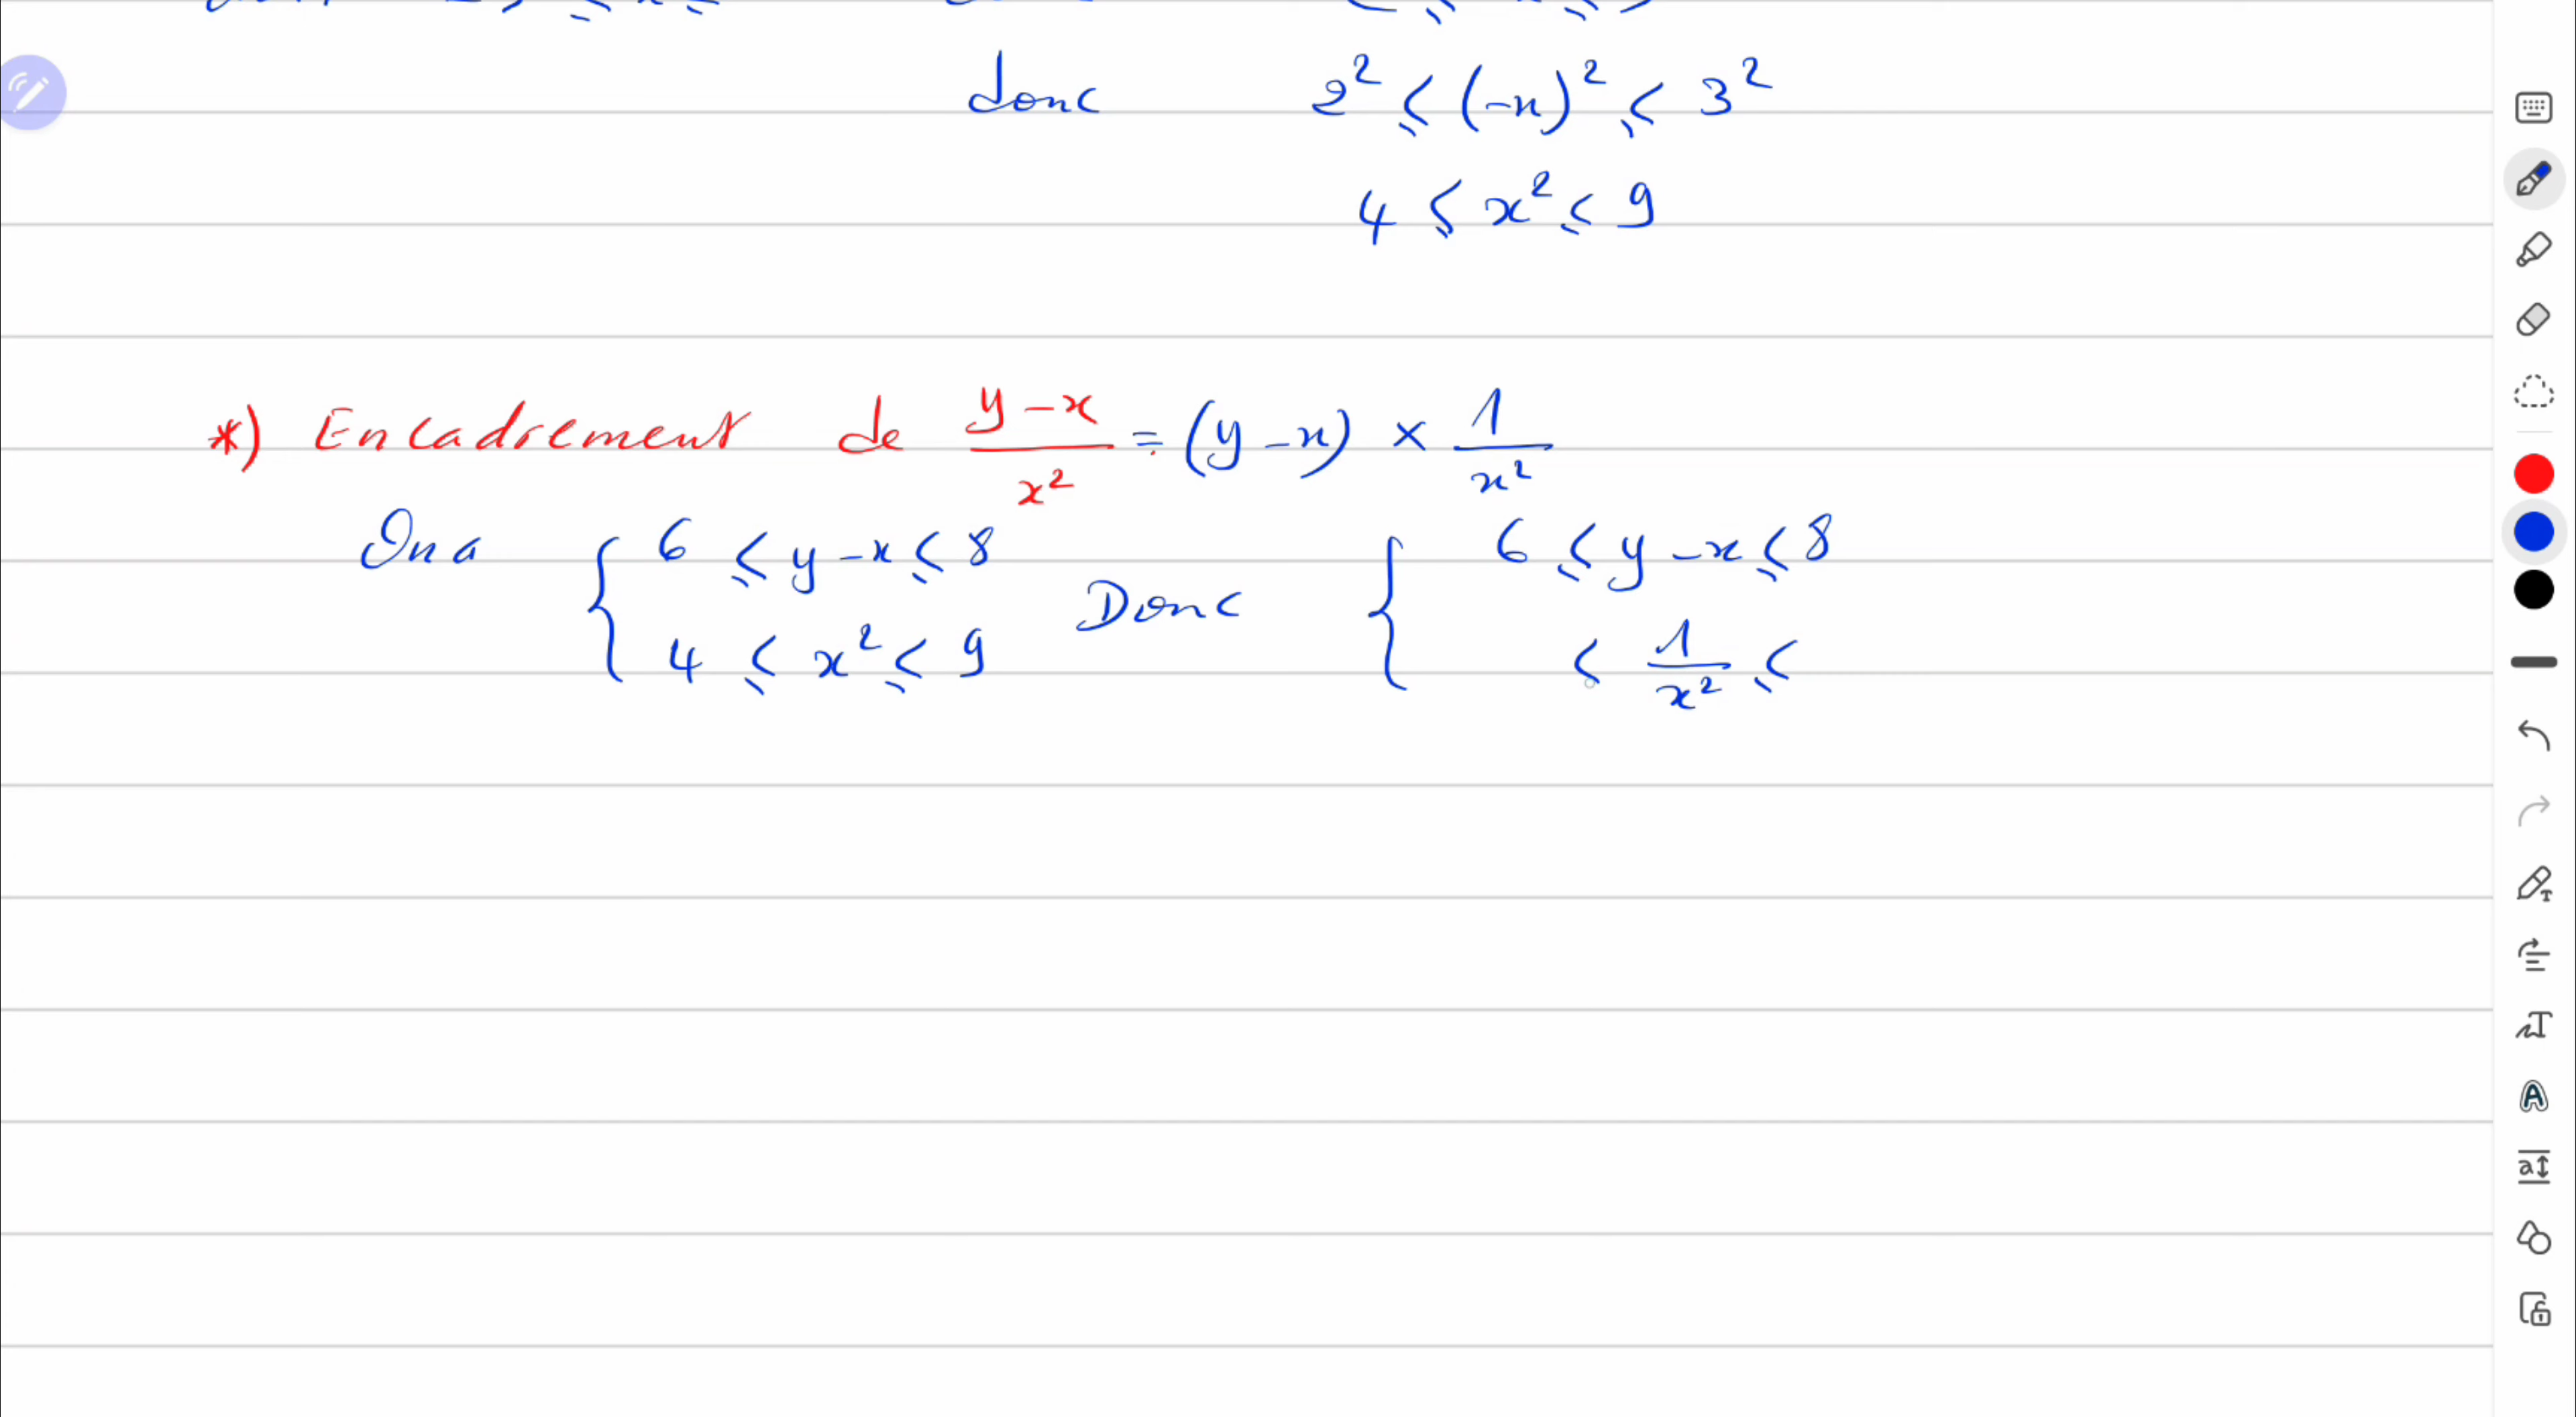 donc 2² ≤ (-x)² ≤ 3²
4 ≤ x² ≤ 9
*) Encadrement de (y-x)/x² = (y-x) × 1/x²
On a { 6 ≤ y-x ≤ 8 Donc { 6 ≤ y-x ≤ 8
4 ≤ x² ≤ 9 ≤ 1/x² ≤